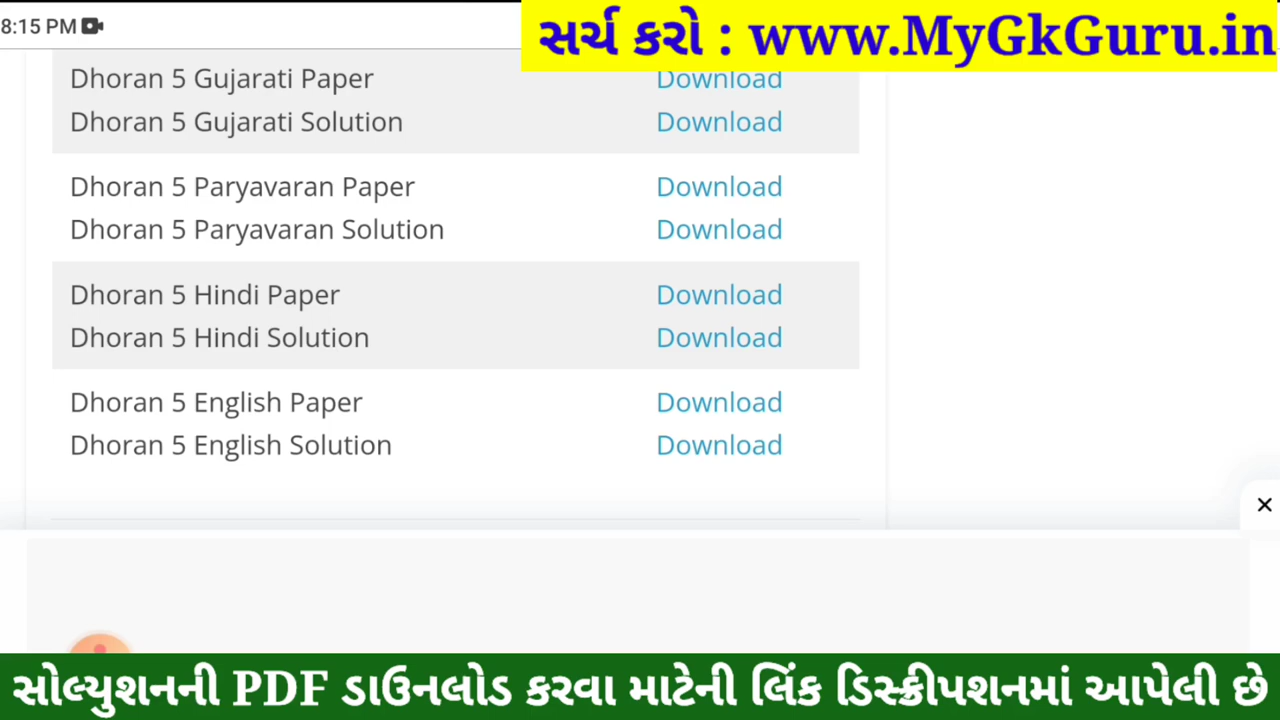 8:15 PM
સર્ચ કરો : www.MyGkGuru.in
Dhoran 5 Gujarati Paper Download
Dhoran 5 Gujarati Solution Download
Dhoran 5 Paryavaran Paper Download
Dhoran 5 Paryavaran Solution Download
Dhoran 5 Hindi Paper Download
Dhoran 5 Hindi Solution Download
Dhoran 5 English Paper Download
Dhoran 5 English Solution Download
સોલ્યુશનની PDF ડાઉનલોડ કરવા માટેની લિંક ડિસ્ક્રીપશનમાં આપેલી છે